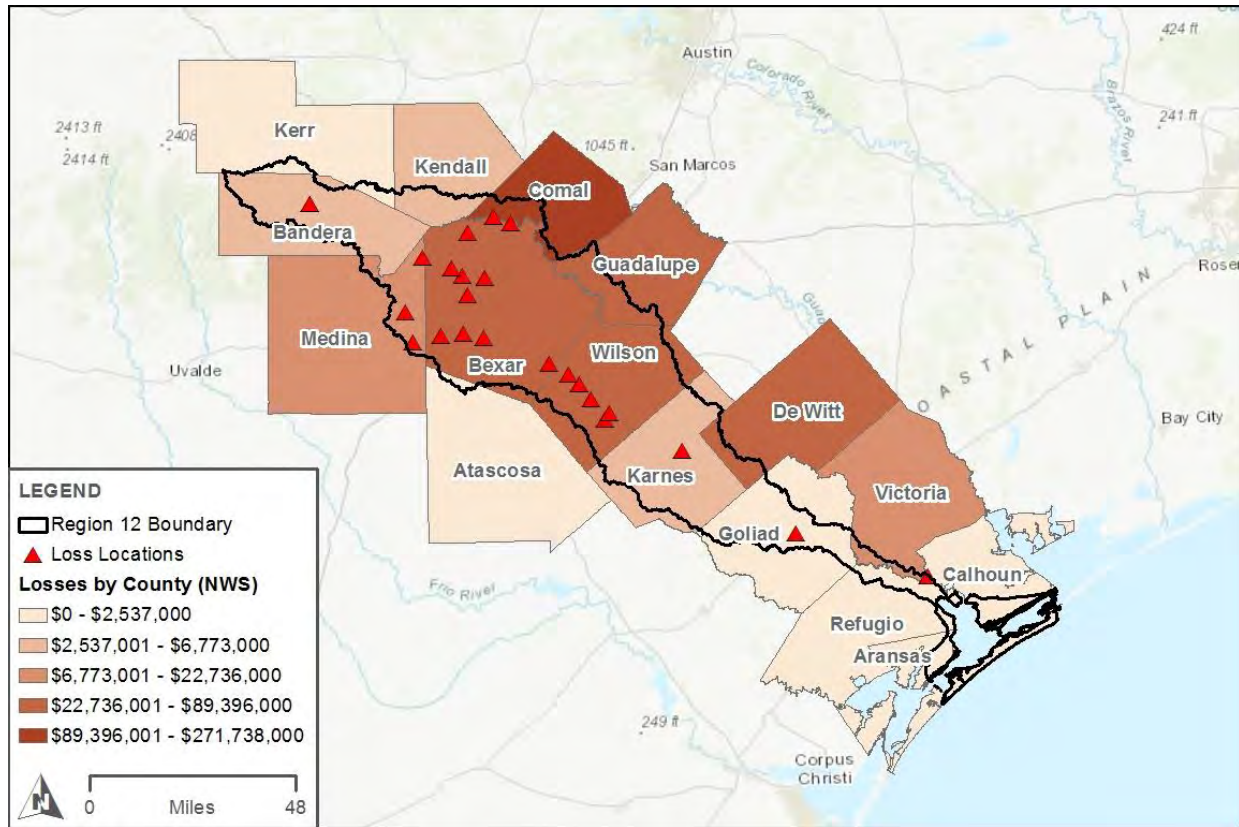 Austin
Colorado River
424 ft
Brazos River
241 ft
Kerr
2413 ft
2408
2414 ft
1045 ft
Kendall
Comal
San Marcos
Bandera
Guadalupe
Rosen
Medina
Wilson
Uvalde
Bexar
COASTAL PLAIN
De Witt
Bay City
Atascosa
Karnes
Victoria
Goliad
Calhoun
Frio River
Refugio
Aransas
249 ft
Corpus
Christi
LEGEND
Region 12 Boundary
Loss Locations
Losses by County (NWS)
$0 - $2,537,000
$2,537,001 - $6,773,000
$6,773,001 - $22,736,000
$22,736,001 - $89,396,000
$89,396,001 - $271,738,000
N
0 Miles 48